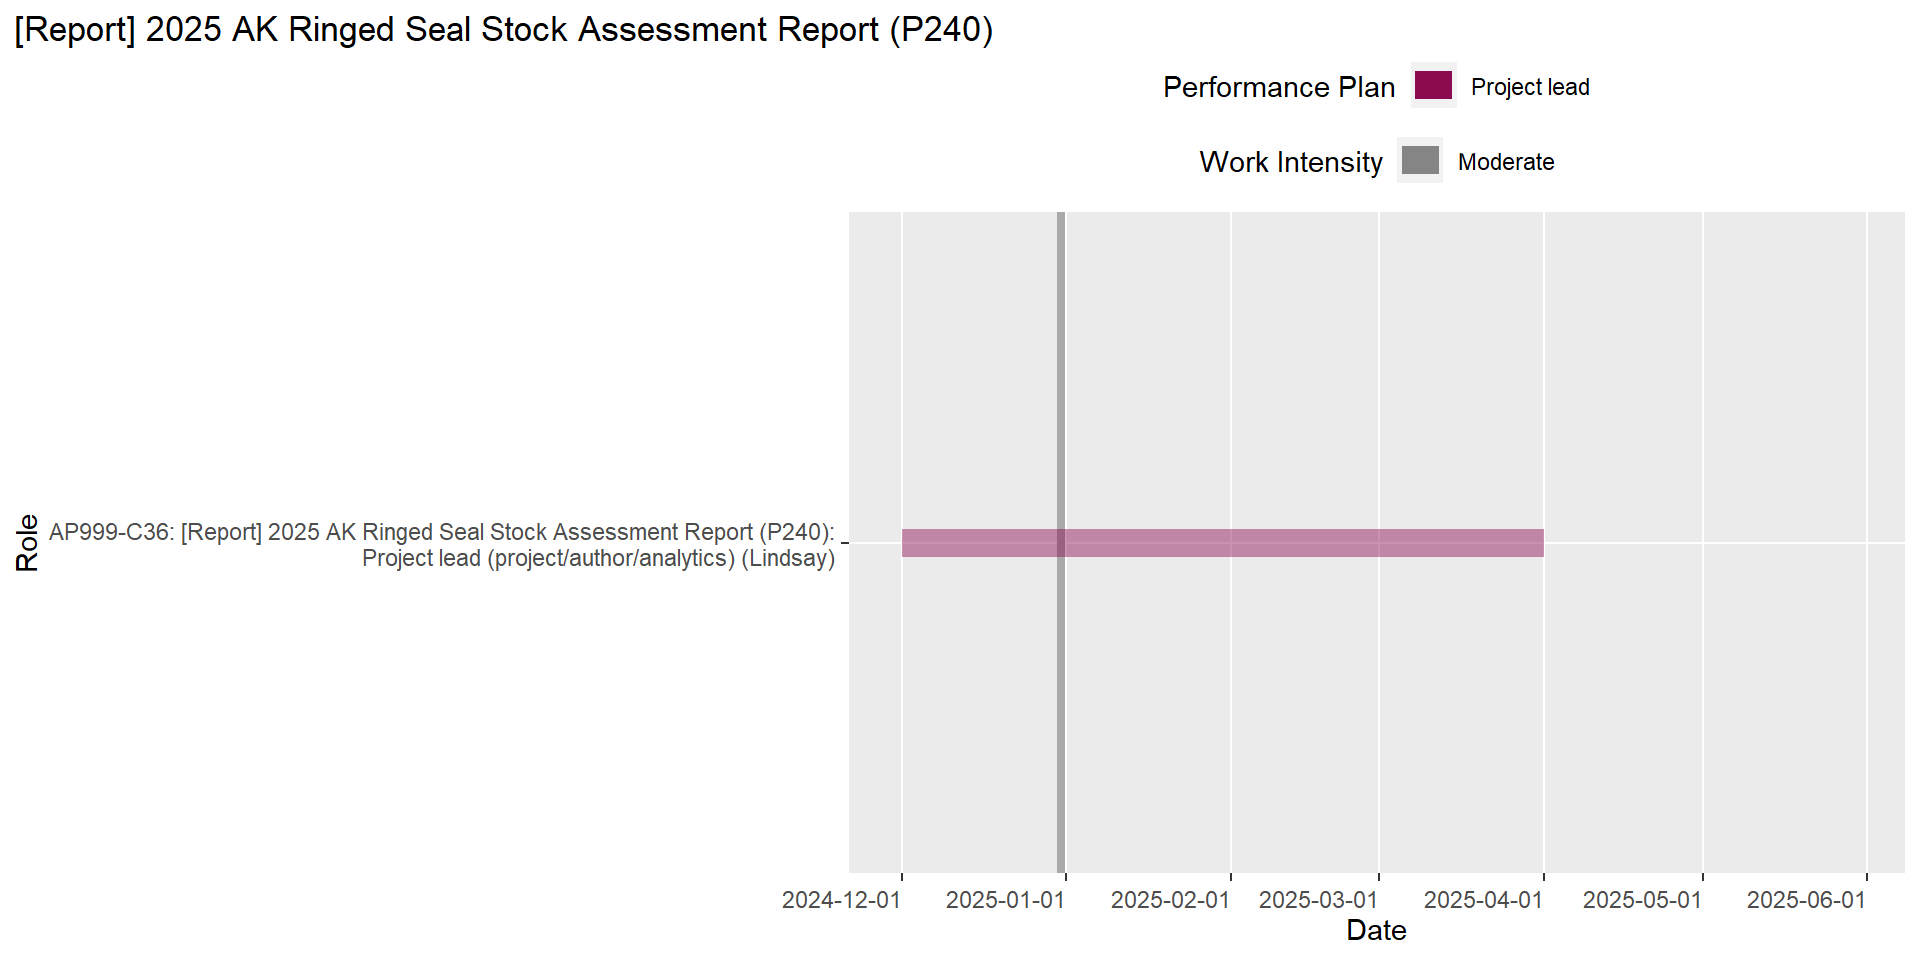 [Report] 2025 AK Ringed Seal Stock Assessment Report (P240)
Performance Plan Project lead
Work Intensity Moderate
Role
AP999-C36: [Report] 2025 AK Ringed Seal Stock Assessment Report (P240):
Project lead (project/author/analytics) (Lindsay)
2024-12-01 2025-01-01 2025-02-01 2025-03-01 2025-04-01 2025-05-01 2025-06-01
Date